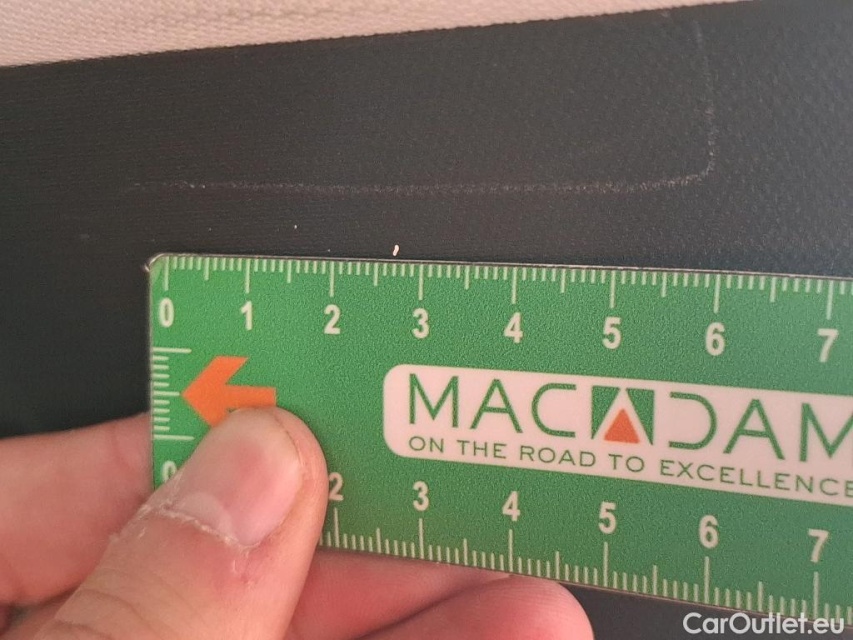 0 1 2 3 4 5 6 7
MACADAM
ON THE ROAD TO EXCELLENCE
2 3 4 5 6 7
CarOutlet.eu